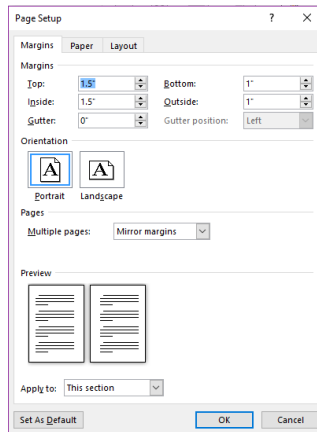 Page Setup ? ×
Margins Paper Layout
Margins
Top: 1.5" Bottom: 1"
Inside: 1.5" Outside: 1"
Gutter: 0" Gutter position: Left
Orientation
A A
Portrait Landscape
Pages
Multiple pages: Mirror margins
Preview
Apply to: This section
Set As Default OK Cancel